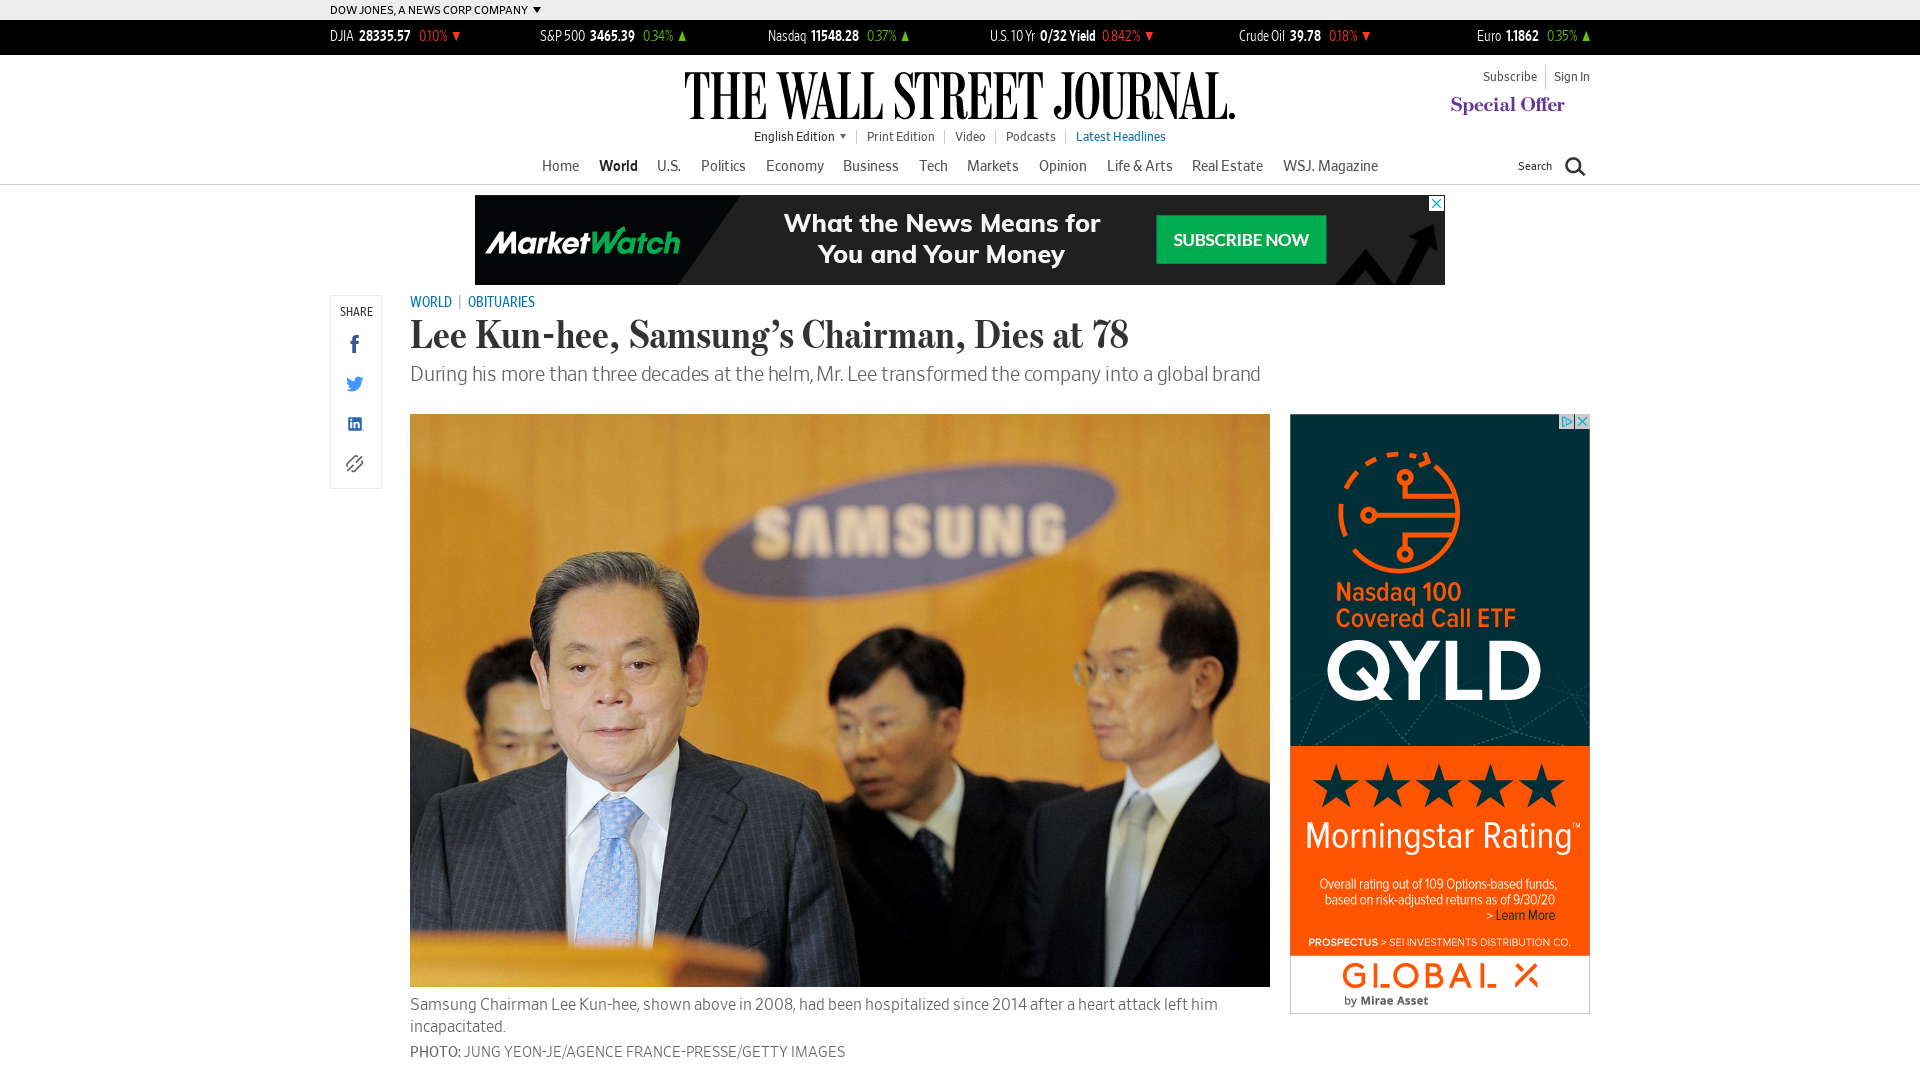 DOW JONES, A NEWS CORP COMPANY
DJIA 28335.57 0.10% S&P 500 3465.39 0.34% Nasdaq 11548.28 0.37% U.S. 10 Yr 0/32 Yield 0.842% Crude Oil 39.78 0.18% Euro 1.1862 0.35%
Subscribe Sign In
THE WALL STREET JOURNAL.
Special Offer
English Edition Print Edition Video Podcasts Latest Headlines
Home World U.S. Politics Economy Business Tech Markets Opinion Life & Arts Real Estate WSJ. Magazine Search
MarketWatch
What the News Means for
You and Your Money
SUBSCRIBE NOW
WORLD | OBITUARIES
SHARE
Lee Kun-hee, Samsung’s Chairman, Dies at 78
During his more than three decades at the helm, Mr. Lee transformed the company into a global brand
SAMSUNG
Samsung Chairman Lee Kun-hee, shown above in 2008, had been hospitalized since 2014 after a heart attack left him
incapacitated.
PHOTO: JUNG YEON-JE/AGENCE FRANCE-PRESSE/GETTY IMAGES
Nasdaq 100
Covered Call ETF
QYLD
Morningstar Rating™
Overall rating out of 109 Options-based funds,
based on risk-adjusted returns as of 9/30/20
> Learn More
PROSPECTUS > SEI INVESTMENTS DISTRIBUTION CO.
GLOBAL X
by Mirae Asset